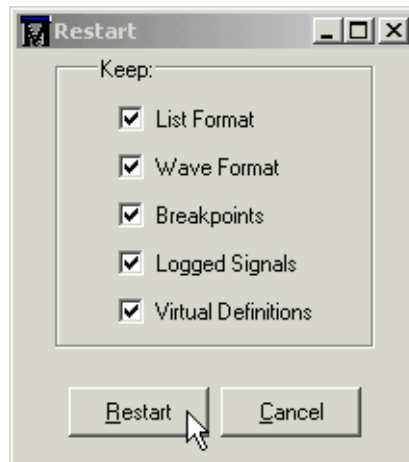 Restart
Keep:
List Format
Wave Format
Breakpoints
Logged Signals
Virtual Definitions
Restart Cancel